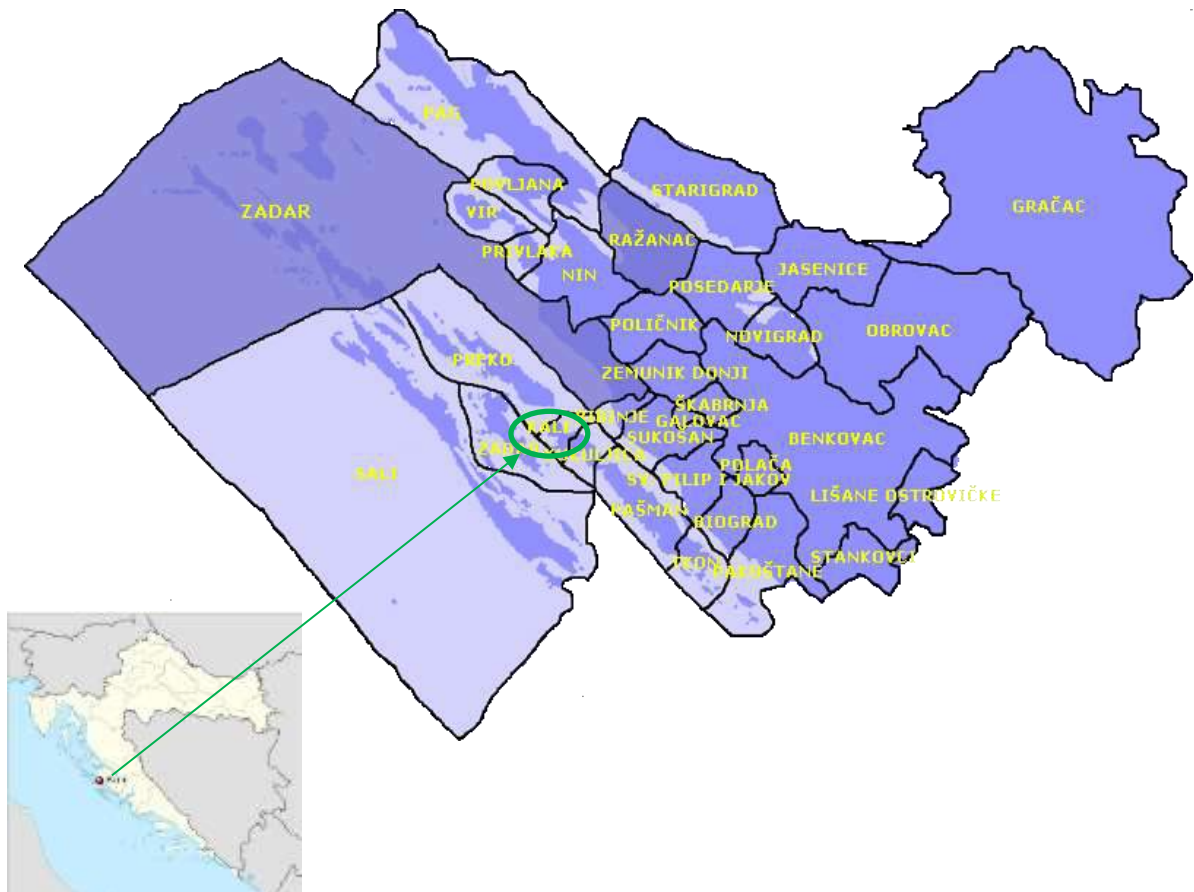 PAG
POVLJANA
VIR
STARIGRAD
ZADAR
GRAČAC
RAŽANAC
PRIVLAKA
NIN
JASENICE
POSEDARJE
POLIČNIK
NOVIGRAD
OBROVAC
PREKO
ZEMUNIK DONJI
ŠKABRNJA
GALOVAC
KALI
SUKOŠAN
BENKOVAC
SALI
POLAČA
SV. FILIP I JAKOV
LIŠANE OSTROVIČKE
PAŠMAN
BIOGRAD
STANKOVCI
TKON
PAKOŠTANE